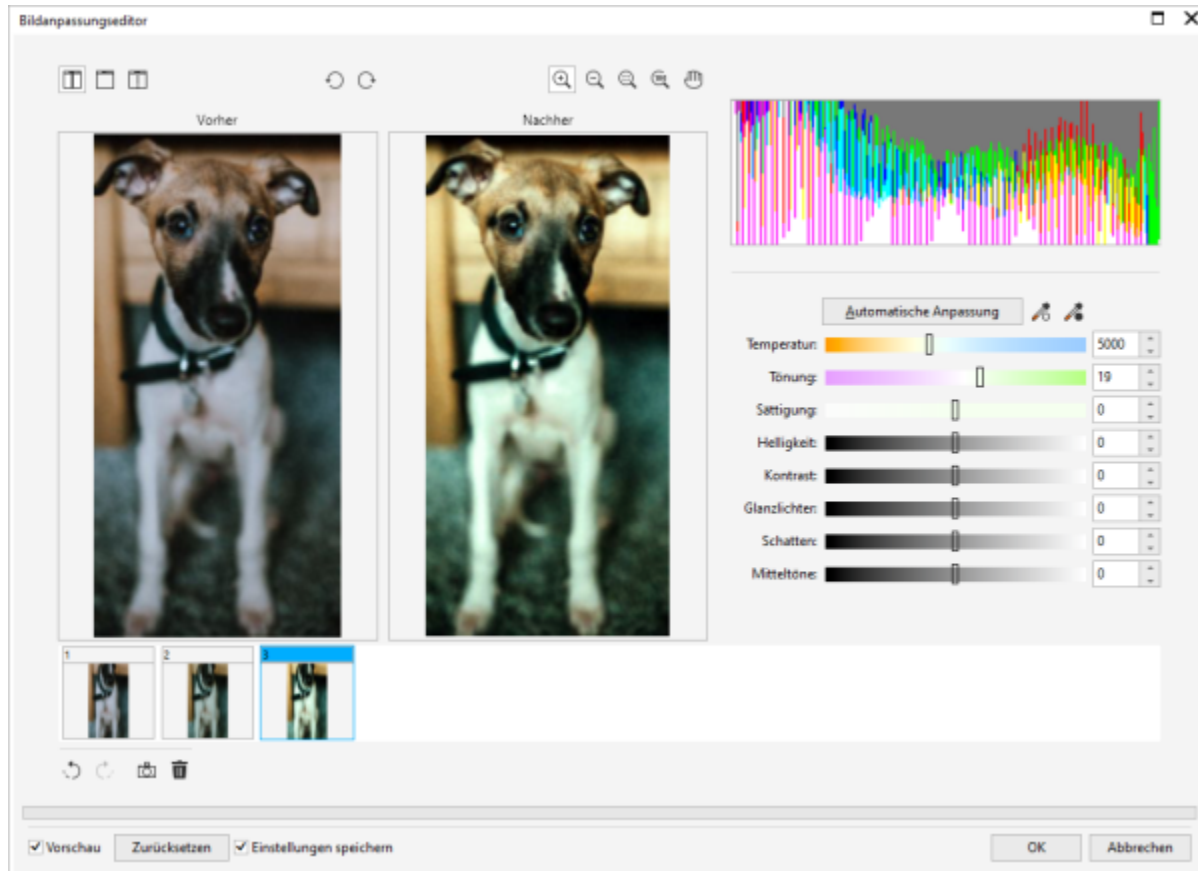 Bildanpassungseditor
Vorher
Nachher
Automatische Anpassung
Temperatur: 5000
Tönung: 19
Sättigung: 0
Helligkeit: 0
Kontrast: 0
Glanzlichter: 0
Schatten: 0
Mitteltöne: 0
1
2
3
Vorschau
Zurücksetzen
Einstellungen speichern
OK
Abbrechen